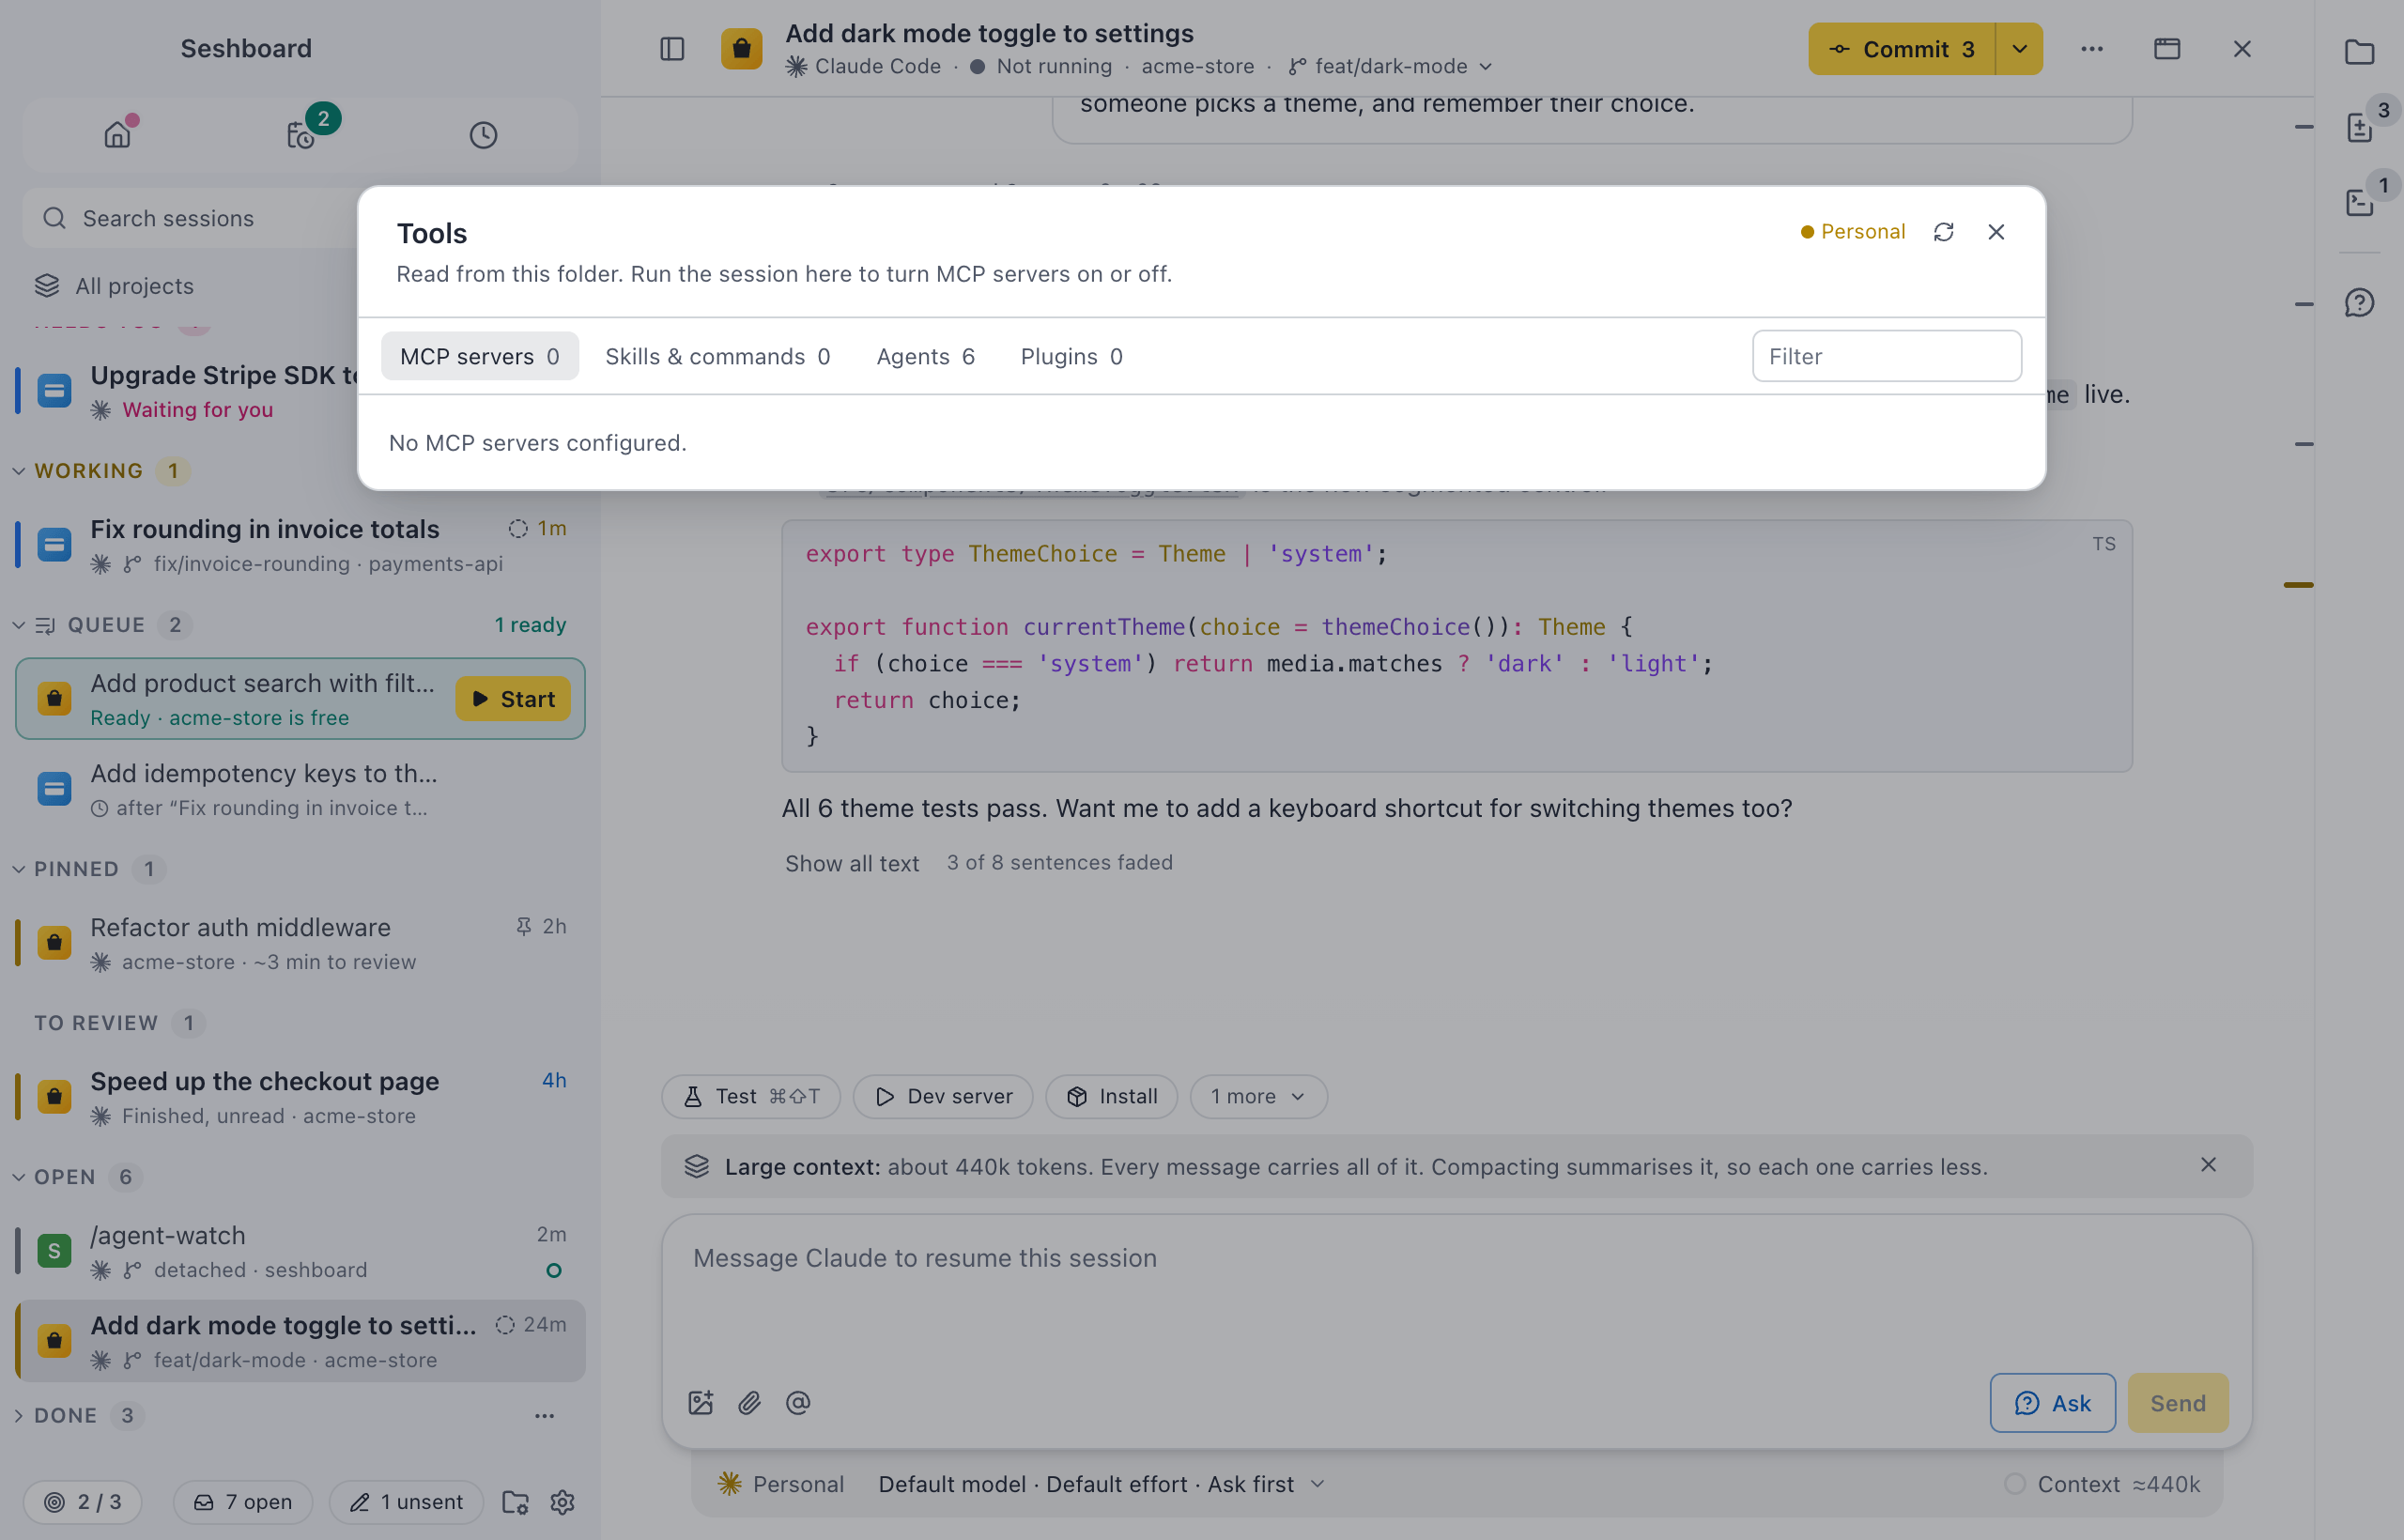 Seshboard
2
Search sessions
All projects
Upgrade Stripe SDK to
Waiting for you
WORKING 1
Fix rounding in invoice totals 1m
fix/invoice-rounding · payments-api
QUEUE 2 1 ready
Add product search with filt...
Ready · acme-store is free
Start
Add idempotency keys to th...
after “Fix rounding in invoice t...
PINNED 1
Refactor auth middleware 2h
acme-store · ~3 min to review
TO REVIEW 1
Speed up the checkout page 4h
Finished, unread · acme-store
OPEN 6
/agent-watch 2m
S
detached · seshboard
Add dark mode toggle to setti... 24m
feat/dark-mode · acme-store
DONE 3
2 / 3
7 open
1 unsent
Add dark mode toggle to settings
Claude Code · Not running · acme-store · feat/dark-mode
Commit 3
3
1
someone picks a theme, and remember their choice.
Tools
Personal
Read from this folder. Run the session here to turn MCP servers on or off.
MCP servers 0
Skills & commands 0
Agents 6
Plugins 0
Filter
No MCP servers configured.
live.
TS
export type ThemeChoice = Theme | 'system';
export function currentTheme(choice = themeChoice()): Theme {
if (choice === 'system') return media.matches ? 'dark' : 'light';
return choice;
}
All 6 theme tests pass. Want me to add a keyboard shortcut for switching themes too?
Show all text 3 of 8 sentences faded
Test ⌘⇧T
Dev server
Install
1 more
Large context: about 440k tokens. Every message carries all of it. Compacting summarises it, so each one carries less.
Message Claude to resume this session
Ask
Send
Personal
Default model · Default effort · Ask first
Context ≈440k